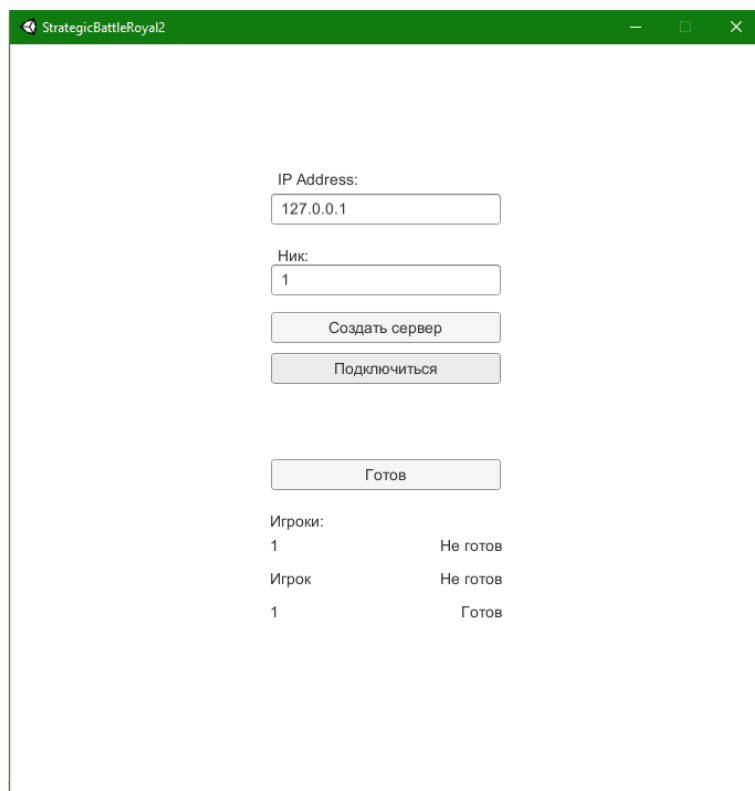 StrategicBattleRoyal2
IP Address:
127.0.0.1
Ник:
1
Создать сервер
Подключиться
Готов
Игроки:
1 Не готов
Игрок Не готов
1 Готов